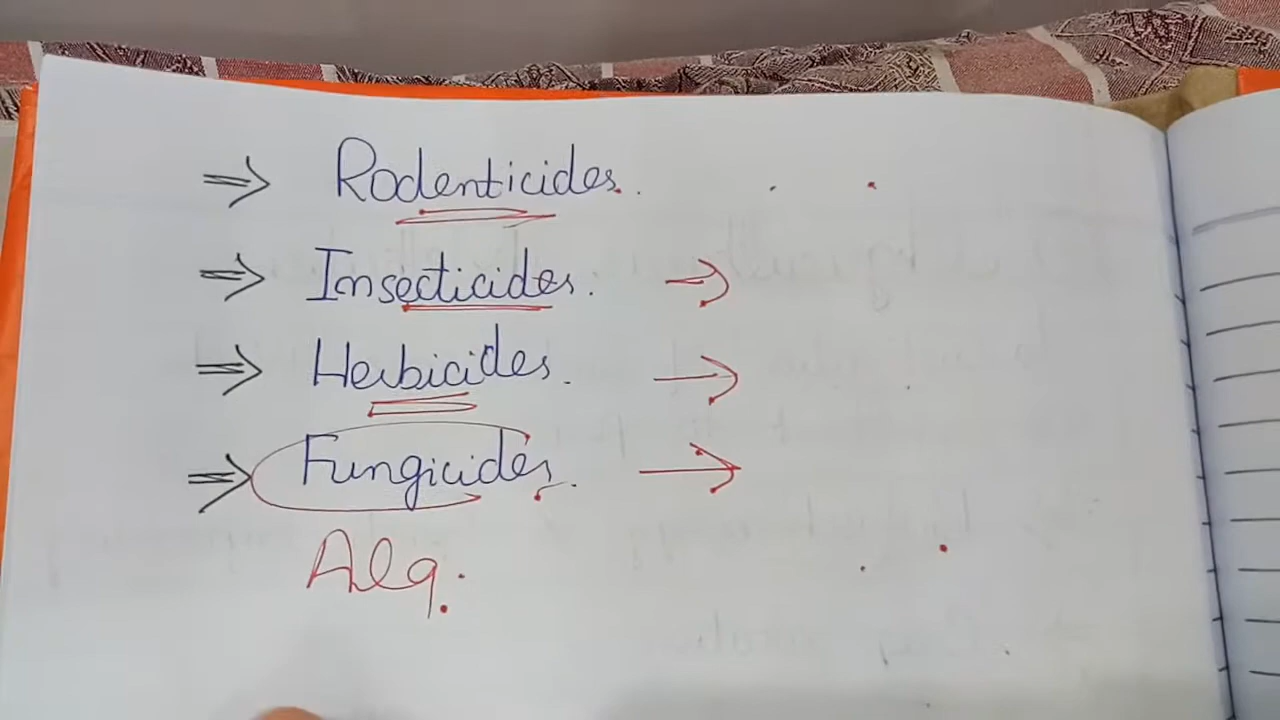 ⇒ Rodenticides.
⇒ Insecticides. →
⇒ Herbicides. →
⇒ Fungicides. →
Alg.